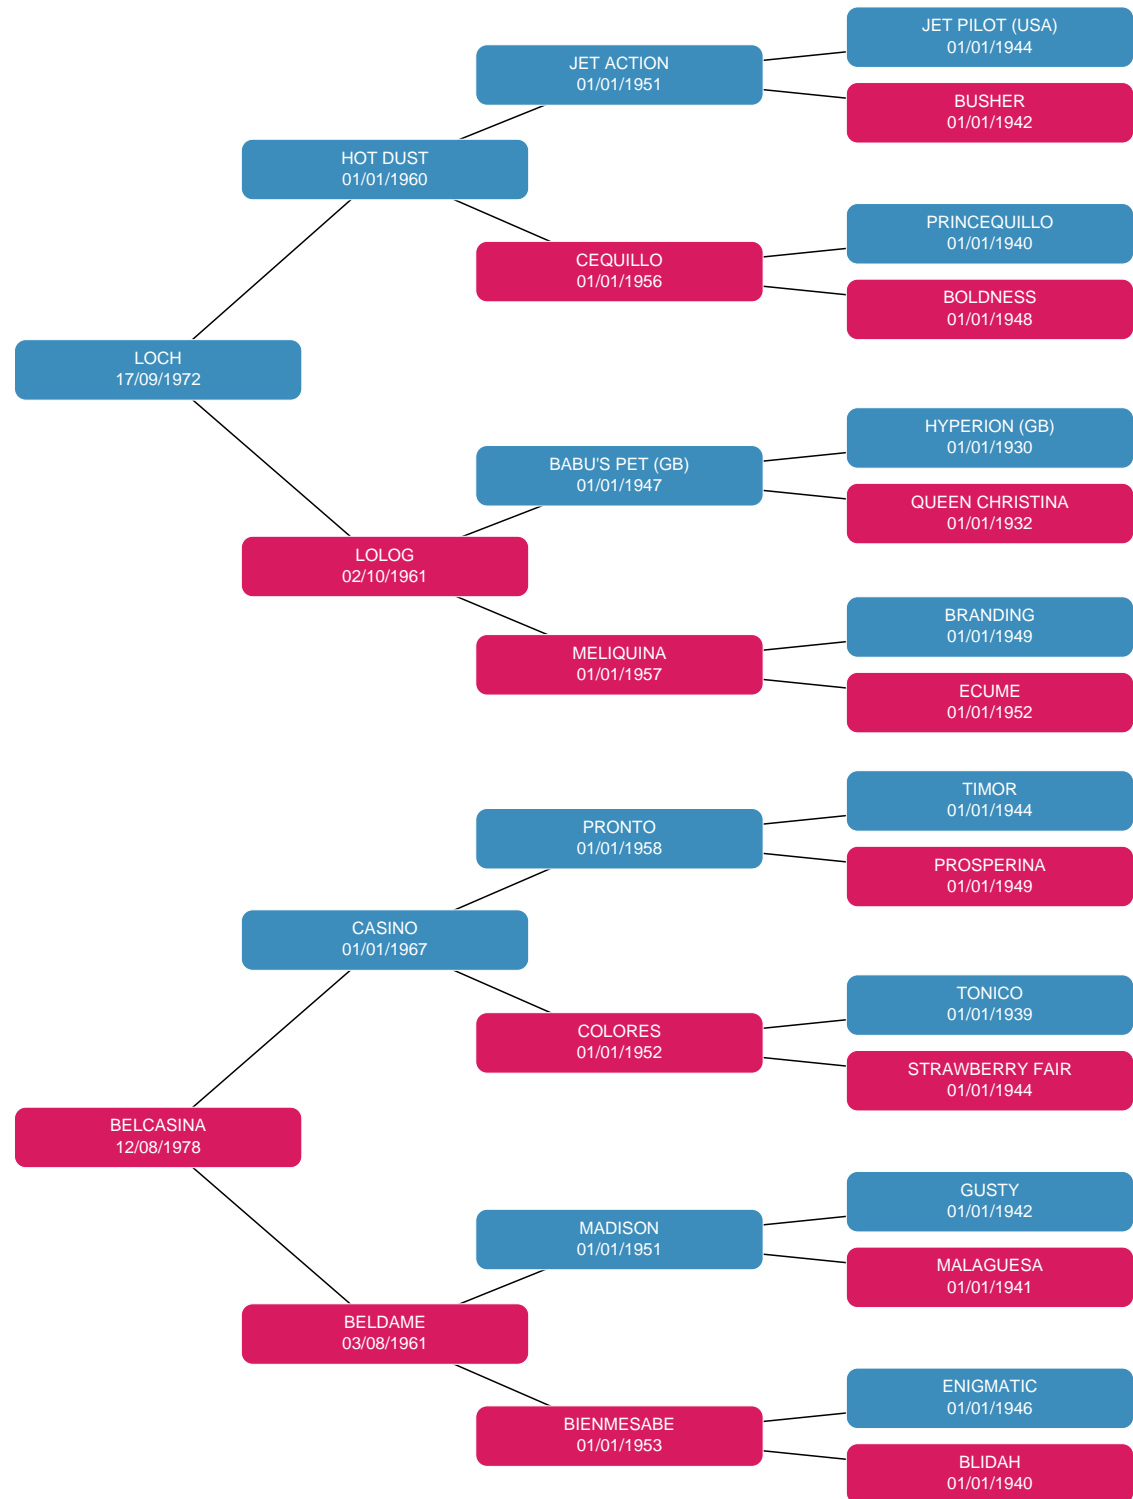 JET PILOT (USA)
01/01/1944
JET ACTION
01/01/1951
BUSHER
01/01/1942
HOT DUST
01/01/1960
PRINCEQUILLO
01/01/1940
CEQUILLO
01/01/1956
BOLDNESS
01/01/1948
LOCH
17/09/1972
HYPERION (GB)
01/01/1930
BABU'S PET (GB)
01/01/1947
QUEEN CHRISTINA
01/01/1932
LOLOG
02/10/1961
BRANDING
01/01/1949
MELIQUINA
01/01/1957
ECUME
01/01/1952
TIMOR
01/01/1944
PRONTO
01/01/1958
PROSPERINA
01/01/1949
CASINO
01/01/1967
TONICO
01/01/1939
COLORES
01/01/1952
STRAWBERRY FAIR
01/01/1944
BELCASINA
12/08/1978
GUSTY
01/01/1942
MADISON
01/01/1951
MALAGUESA
01/01/1941
BELDAME
03/08/1961
ENIGMATIC
01/01/1946
BIENMESABE
01/01/1953
BLIDAH
01/01/1940